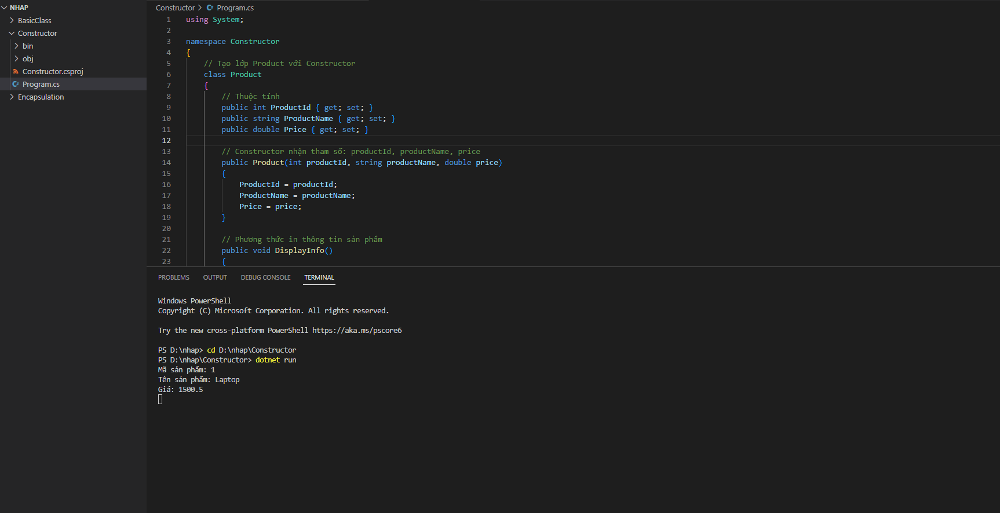 NHAP
BasicClass
Constructor
bin
obj
Constructor.csproj
Program.cs
Encapsulation
Constructor > C# Program.cs
1 using System;
2
3 namespace Constructor
4 {
5 // Tạo lớp Product với Constructor
6 class Product
7 {
8 // Thuộc tính
9 public int ProductId { get; set; }
10 public string ProductName { get; set; }
11 public double Price { get; set; }
12
13 // Constructor nhận tham số: productId, productName, price
14 public Product(int productId, string productName, double price)
15 {
16 ProductId = productId;
17 ProductName = productName;
18 Price = price;
19 }
20
21 // Phương thức in thông tin sản phẩm
22 public void DisplayInfo()
23 {
PROBLEMS OUTPUT DEBUG CONSOLE TERMINAL
Windows PowerShell
Copyright (C) Microsoft Corporation. All rights reserved.
Try the new cross-platform PowerShell https://aka.ms/pscore6
PS D:\nhap> cd D:\nhap\Constructor
PS D:\nhap\Constructor> dotnet run
Mã sản phẩm: 1
Tên sản phẩm: Laptop
Giá: 1500.5